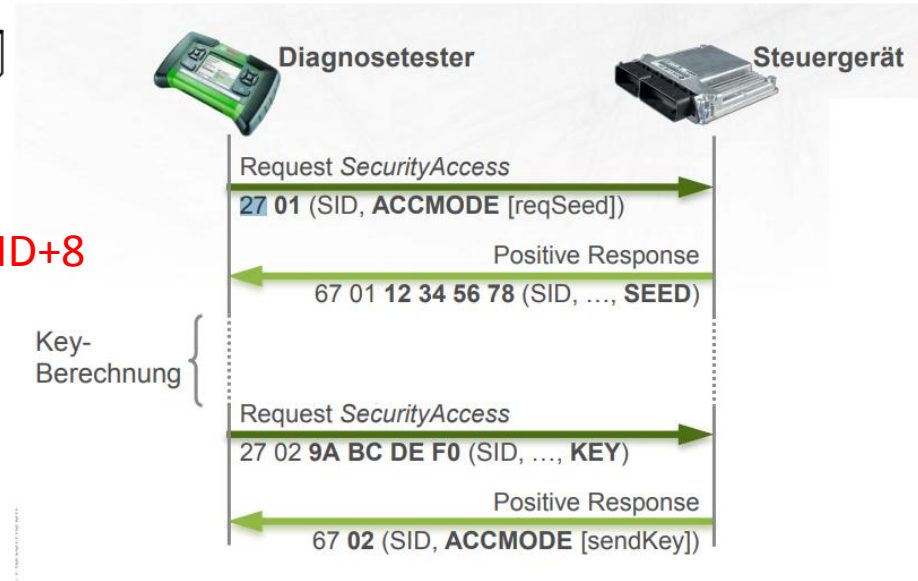 Diagnosetester
Steuergerät
Request SecurityAccess
27 01 (SID, ACCMODE [reqSeed])
ID+8
Positive Response
67 01 12 34 56 78 (SID, …, SEED)
Key-
Berechnung
Request SecurityAccess
27 02 9A BC DE F0 (SID, …, KEY)
Positive Response
67 02 (SID, ACCMODE [sendKey])